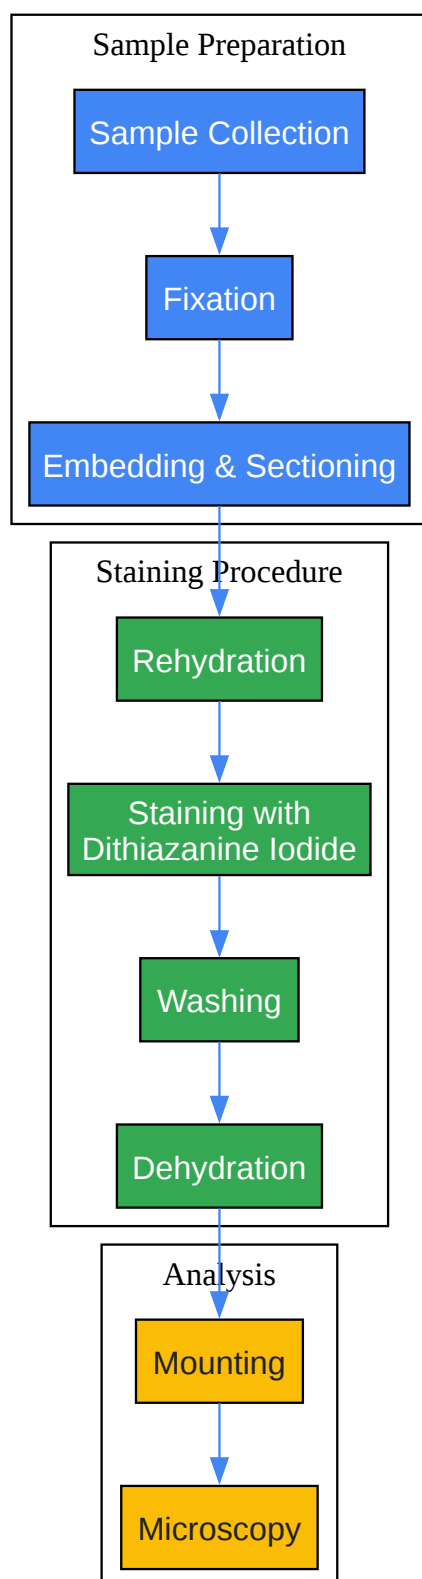 Sample Preparation
Sample Collection
Fixation
Embedding & Sectioning
Staining Procedure
Rehydration
Staining with
Dithiazanine Iodide
Washing
Dehydration
Analysis
Mounting
Microscopy